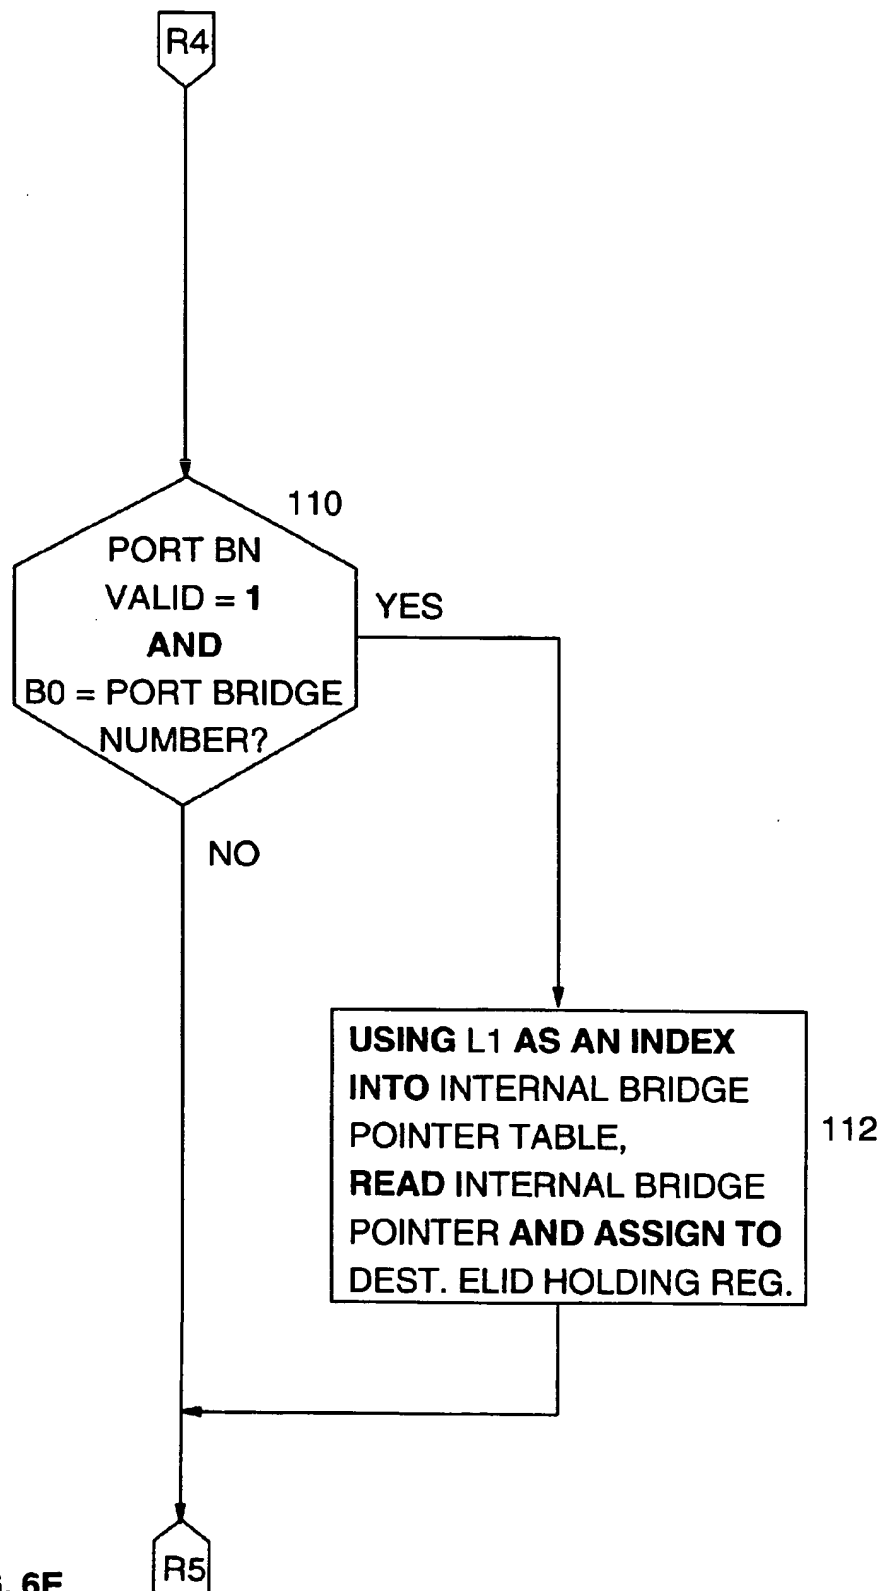 R4
110
PORT BN
VALID = 1
AND
B0 = PORT BRIDGE
NUMBER?
YES
NO
USING L1 AS AN INDEX
INTO INTERNAL BRIDGE
POINTER TABLE,
READ INTERNAL BRIDGE
POINTER AND ASSIGN TO
DEST. ELID HOLDING REG.
112
R5